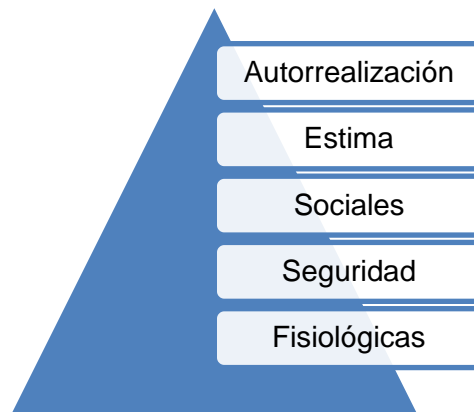 Autorrealización
Estima
Sociales
Seguridad
Fisiológicas